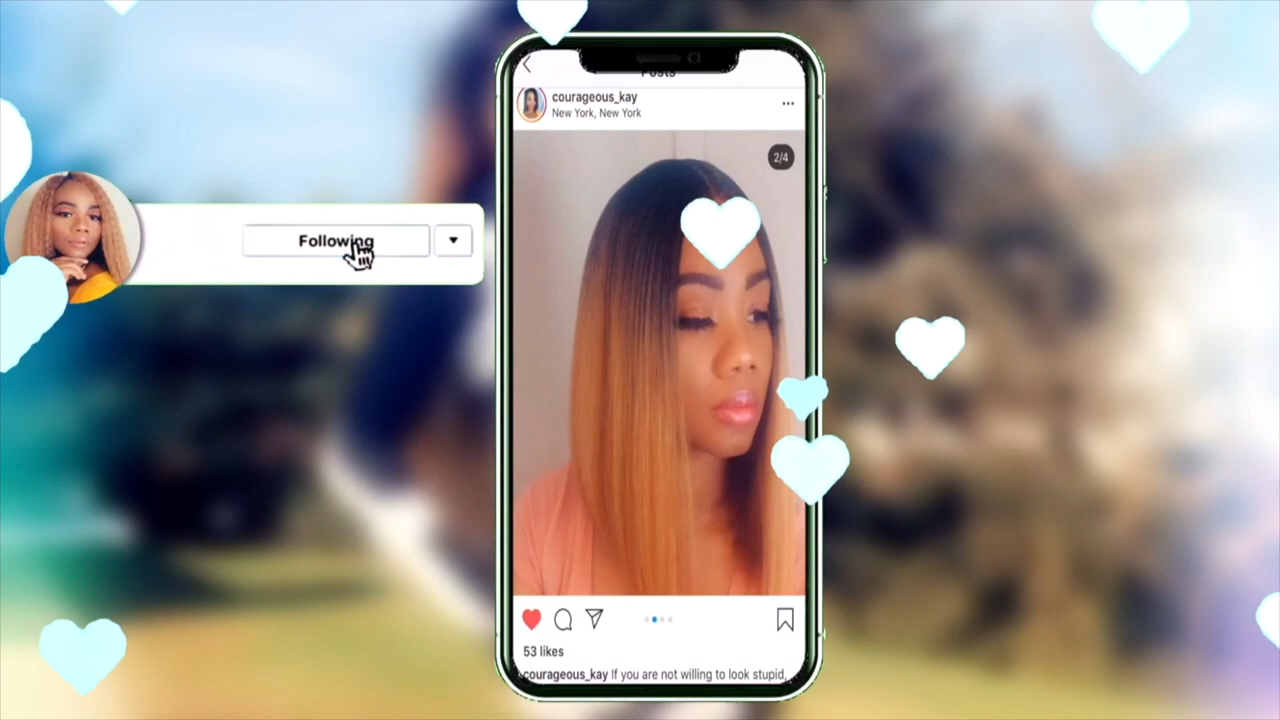 Posts
courageous_kay
New York, New York
2/4
Following
53 likes
courageous_kay If you are not willing to look stupid,